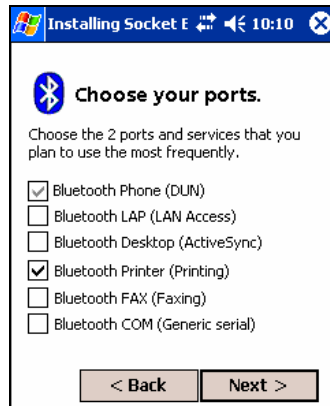 Installing Socket E 10:10
Choose your ports.
Choose the 2 ports and services that you
plan to use the most frequently.
Bluetooth Phone (DUN)
Bluetooth LAP (LAN Access)
Bluetooth Desktop (ActiveSync)
Bluetooth Printer (Printing)
Bluetooth FAX (Faxing)
Bluetooth COM (Generic serial)
< Back Next >